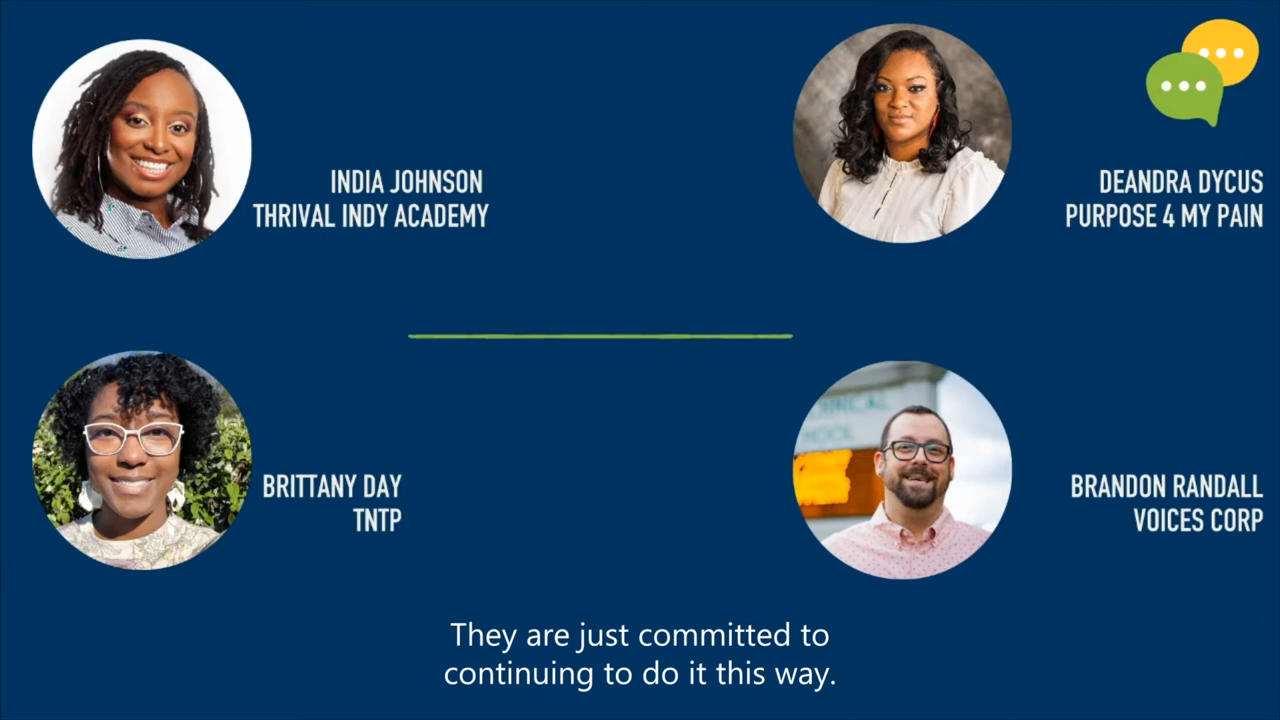 INDIA JOHNSON
THRIVAL INDY ACADEMY
DEANDRA DYCUS
PURPOSE 4 MY PAIN
BRITTANY DAY
TNTP
BRANDON RANDALL
VOICES CORP
They are just committed to
continuing to do it this way.